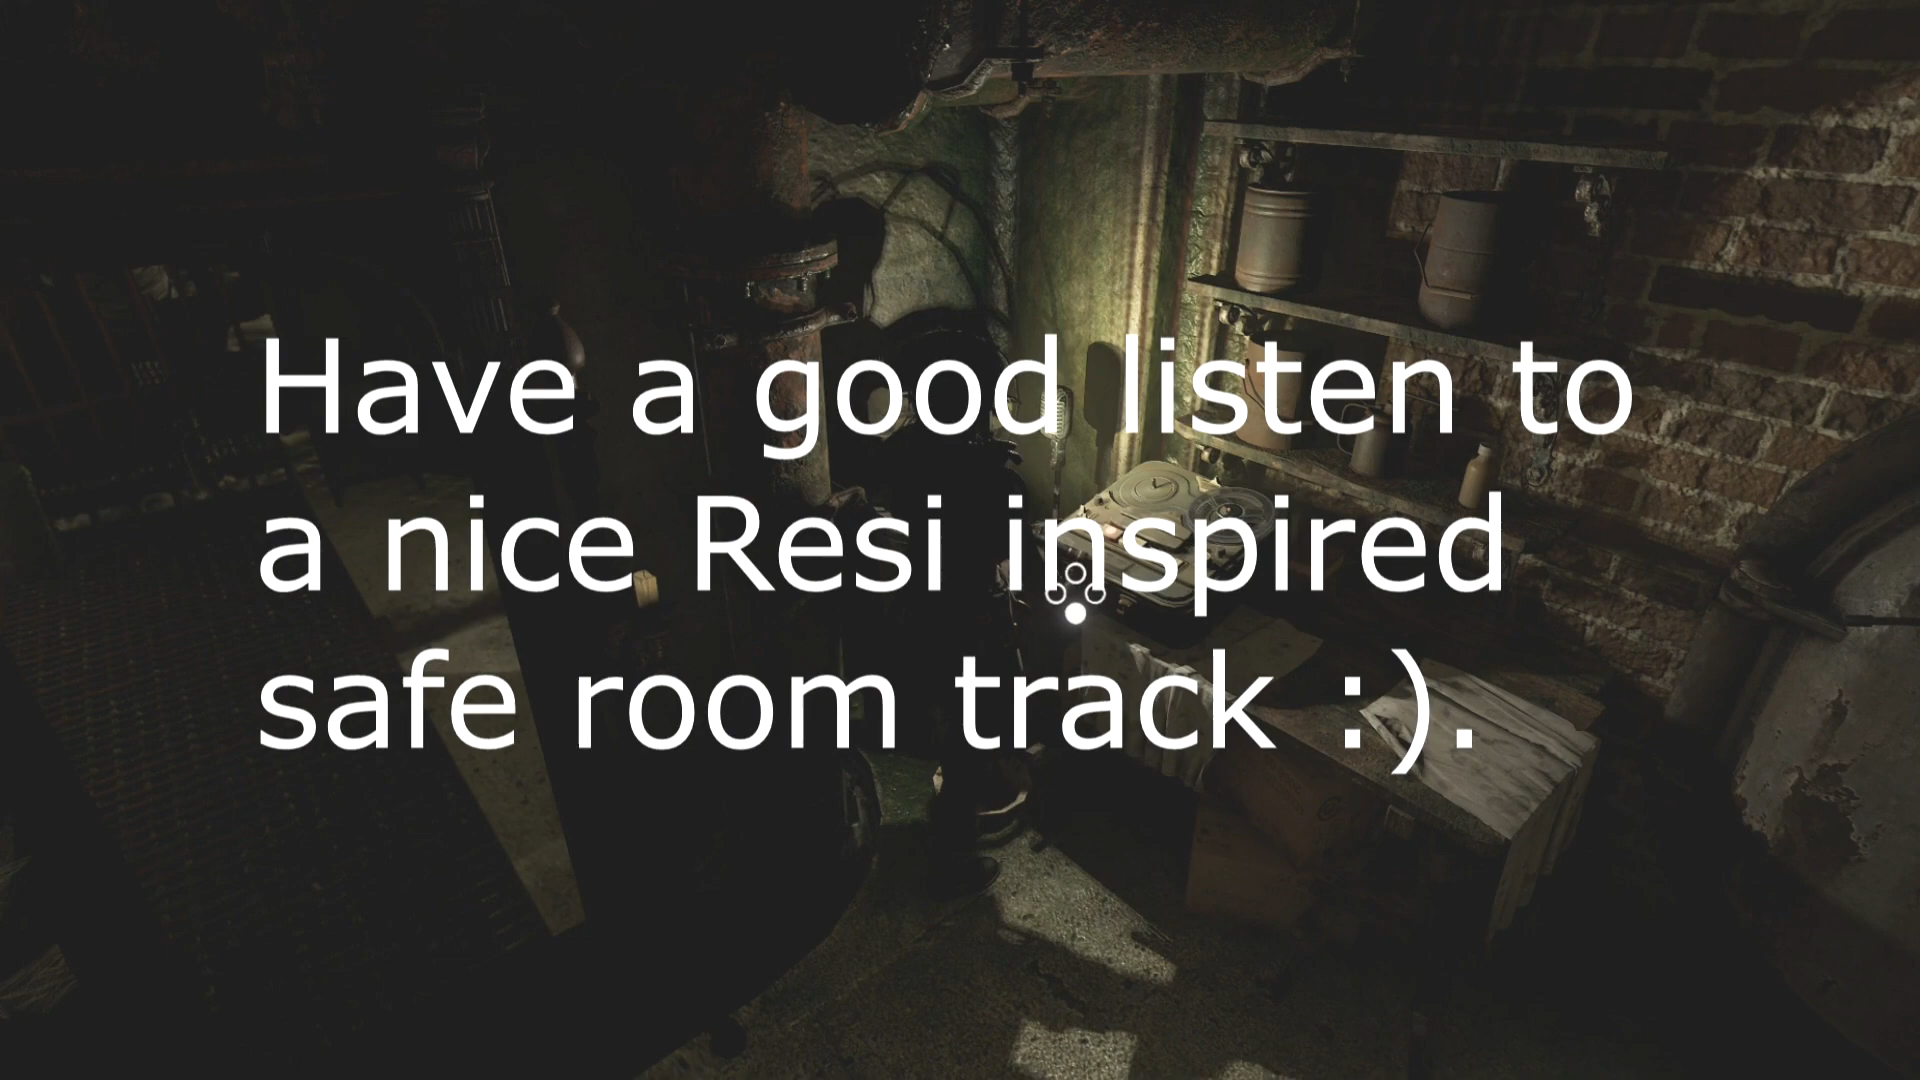 Have a good listen to
a nice Resi inspired
safe room track :).